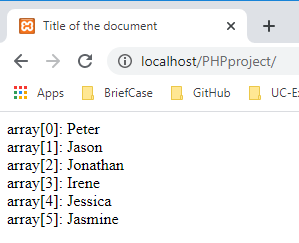 Title of the document
localhost/PHPproject/
Apps BriefCase GitHub UC-Ex
array[0]: Peter
array[1]: Jason
array[2]: Jonathan
array[3]: Irene
array[4]: Jessica
array[5]: Jasmine